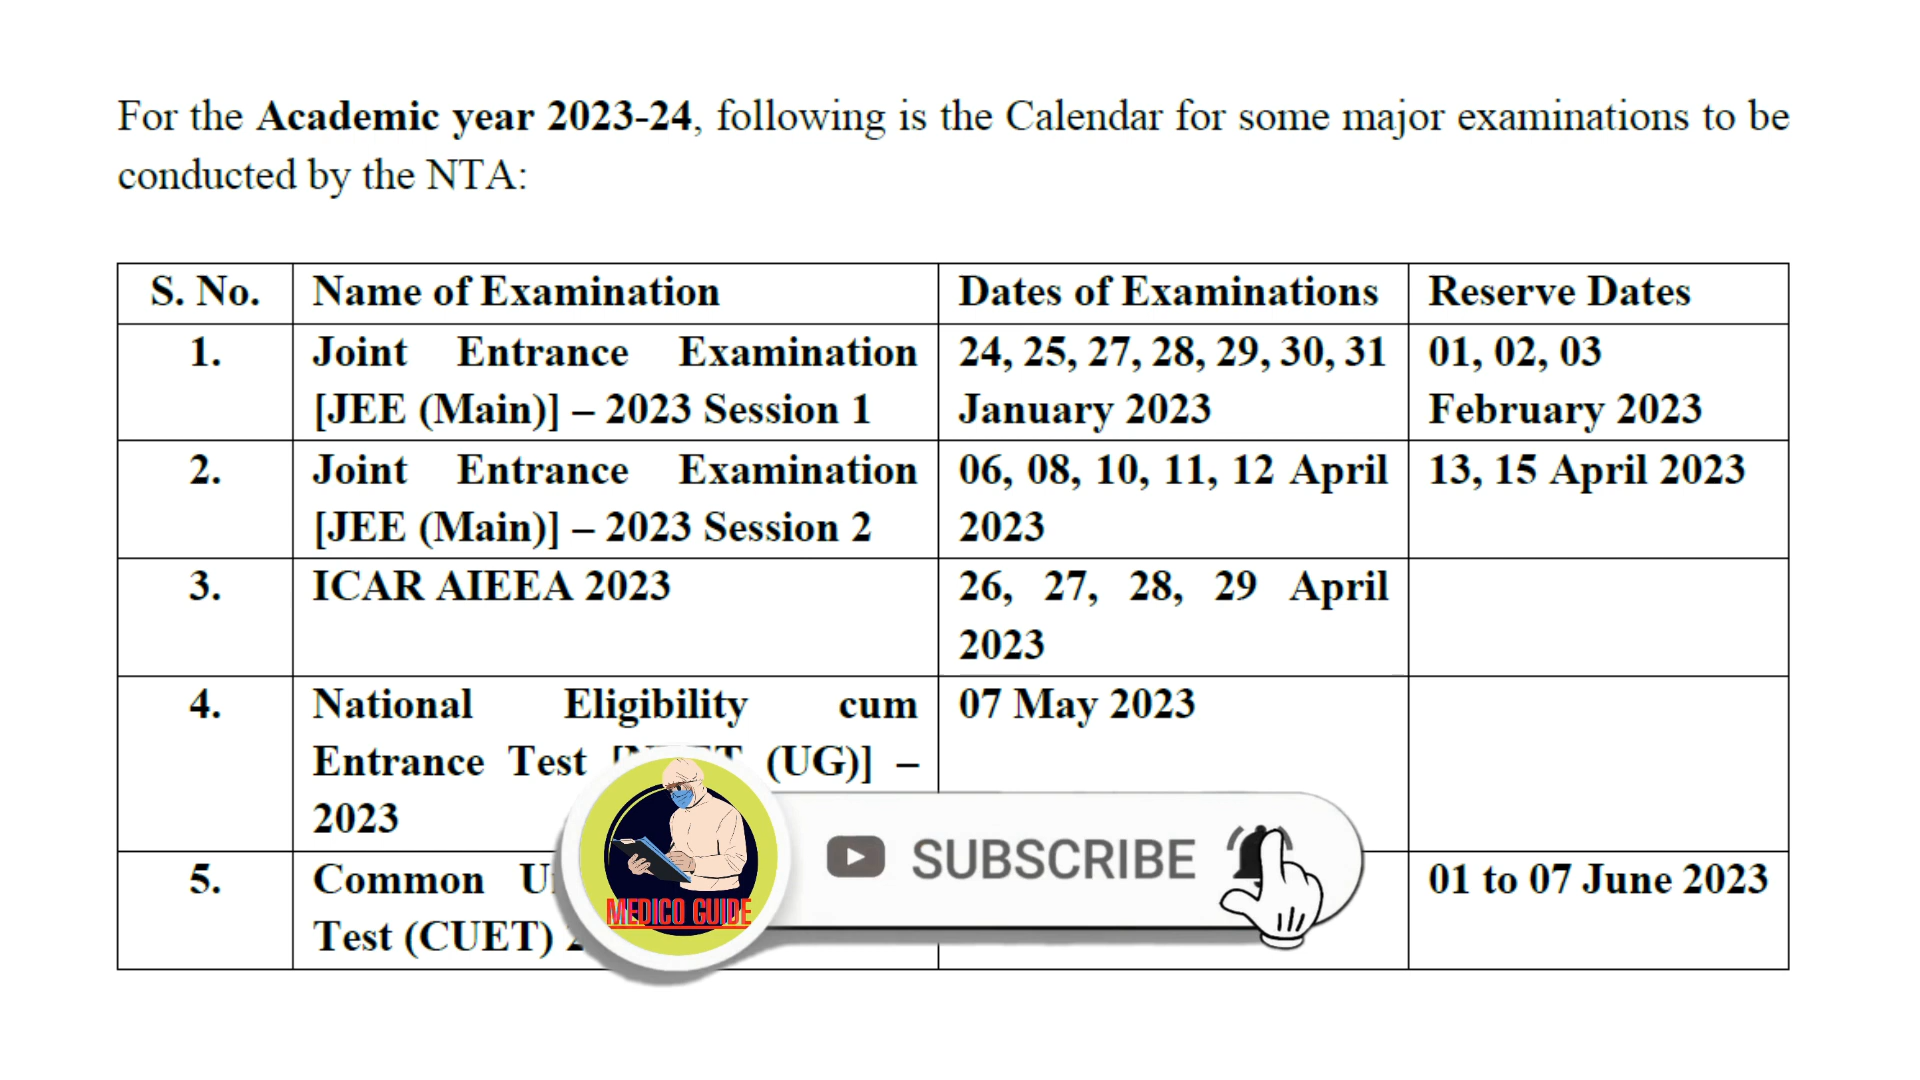 For the Academic year 2023-24, following is the Calendar for some major examinations to be
conducted by the NTA:
S. No. Name of Examination Dates of Examinations Reserve Dates
1. Joint Entrance Examination 24, 25, 27, 28, 29, 30, 31 01, 02, 03
[JEE (Main)] – 2023 Session 1 January 2023 February 2023
2. Joint Entrance Examination 06, 08, 10, 11, 12 April 13, 15 April 2023
[JEE (Main)] – 2023 Session 2 2023
3. ICAR AIEEA 2023 26, 27, 28, 29 April
2023
4. National Eligibility cum 07 May 2023
Entrance Test (UG)] –
2023
5. Common 01 to 07 June 2023
Test (CUET)
MEDICO GUIDE
SUBSCRIBE